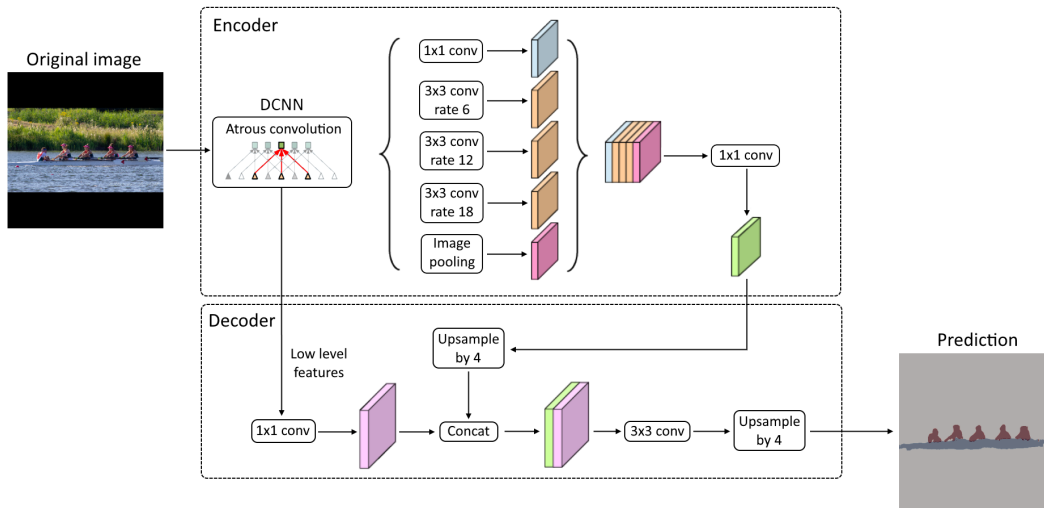 Encoder
Original image
DCNN
Atrous convolution
1x1 conv
3x3 conv
rate 6
3x3 conv
rate 12
3x3 conv
rate 18
Image
pooling
1x1 conv
Decoder
Low level
features
Upsample
by 4
1x1 conv
Concat
3x3 conv
Upsample
by 4
Prediction